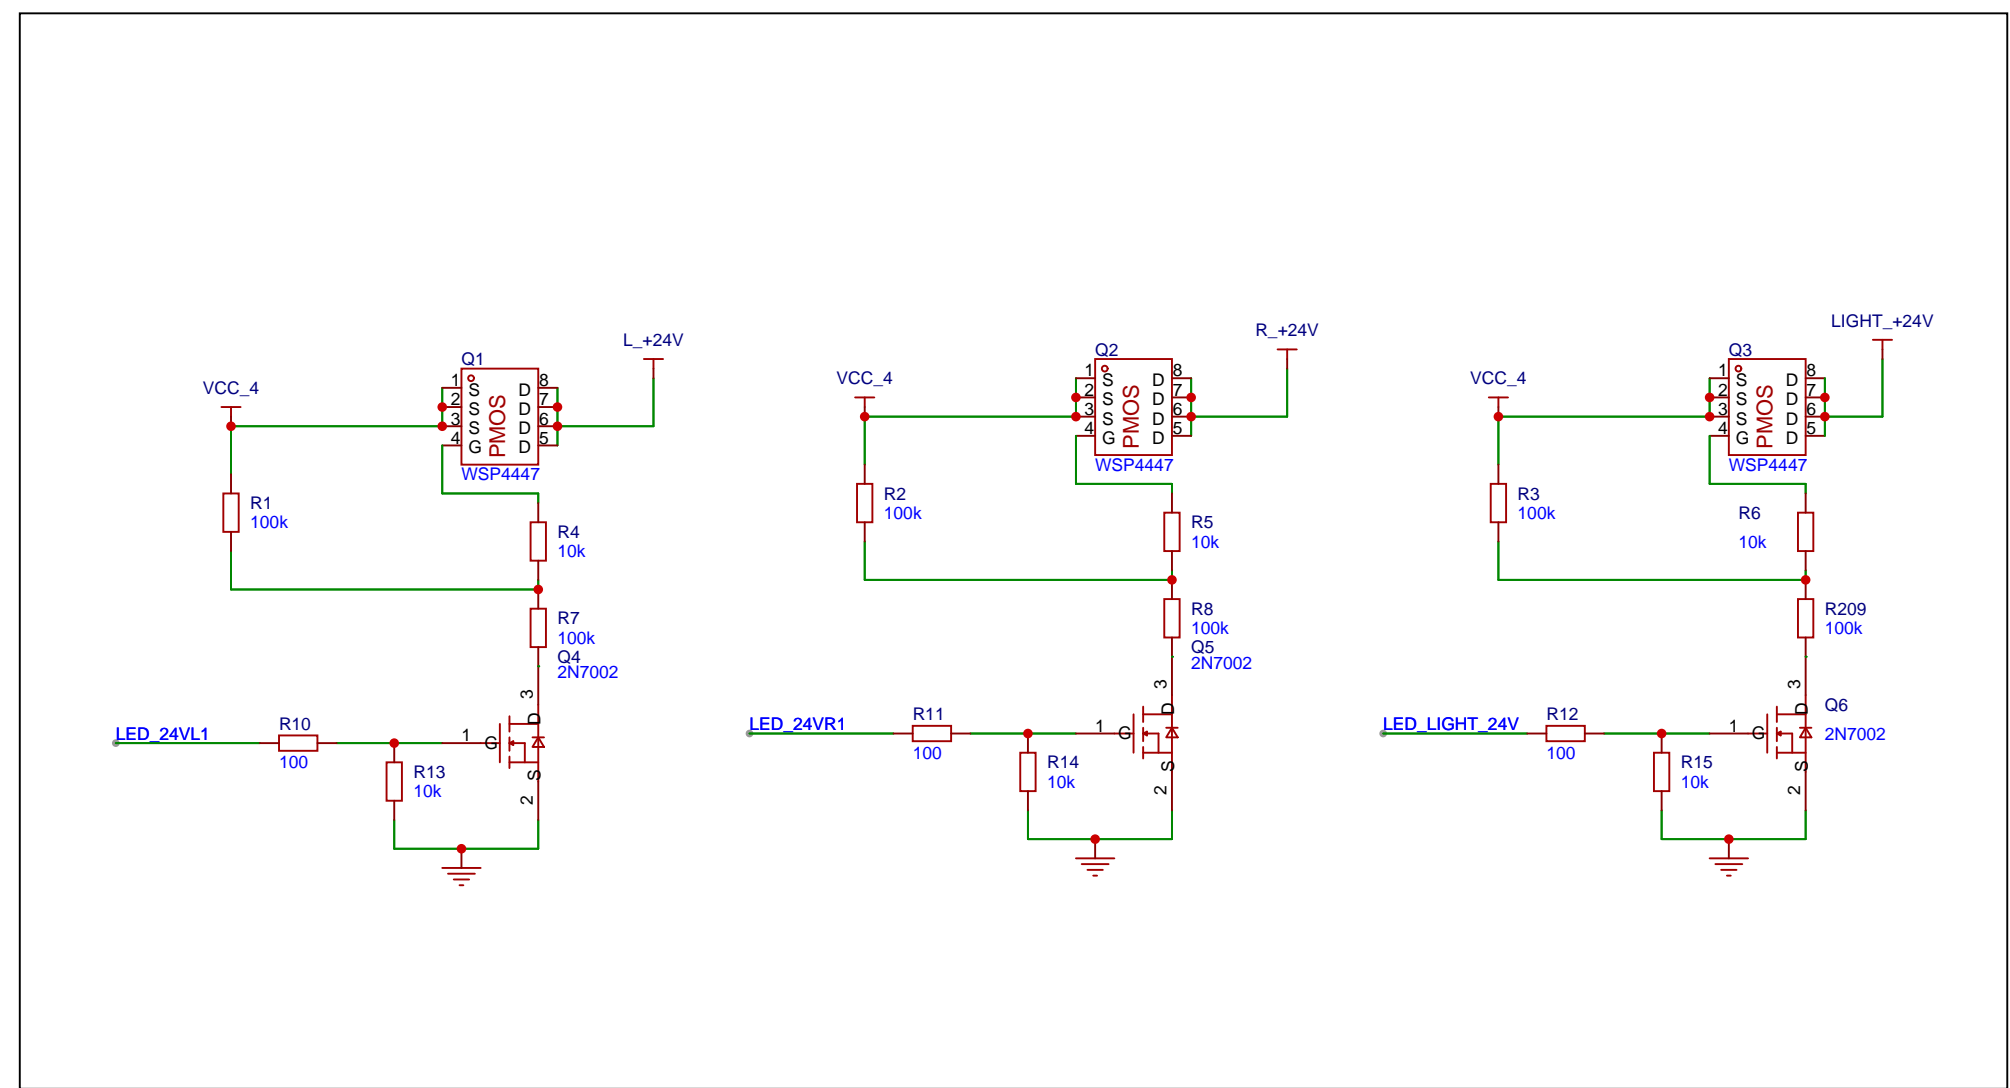 Q1
L_+24V
VCC_4
1 S D 8
2 S D 7
3 S D 6
4 G D 5
PMOS
WSP4447
R1
100k
R4
10k
R7
100k
Q4
2N7002
3
D
LED_24VL1
R10
100
1
G
R13
10k
S
2
Q2
R_+24V
VCC_4
1 S D 8
2 S D 7
3 S D 6
4 G D 5
PMOS
WSP4447
R2
100k
R5
10k
R8
100k
Q5
2N7002
3
D
LED_24VR1
R11
100
1
G
R14
10k
S
2
Q3
LIGHT_+24V
VCC_4
1 S D 8
2 S D 7
3 S D 6
4 G D 5
PMOS
WSP4447
R3
100k
R6
10k
R209
100k
Q6
2N7002
3
D
LED_LIGHT_24V
R12
100
1
G
R15
10k
S
2